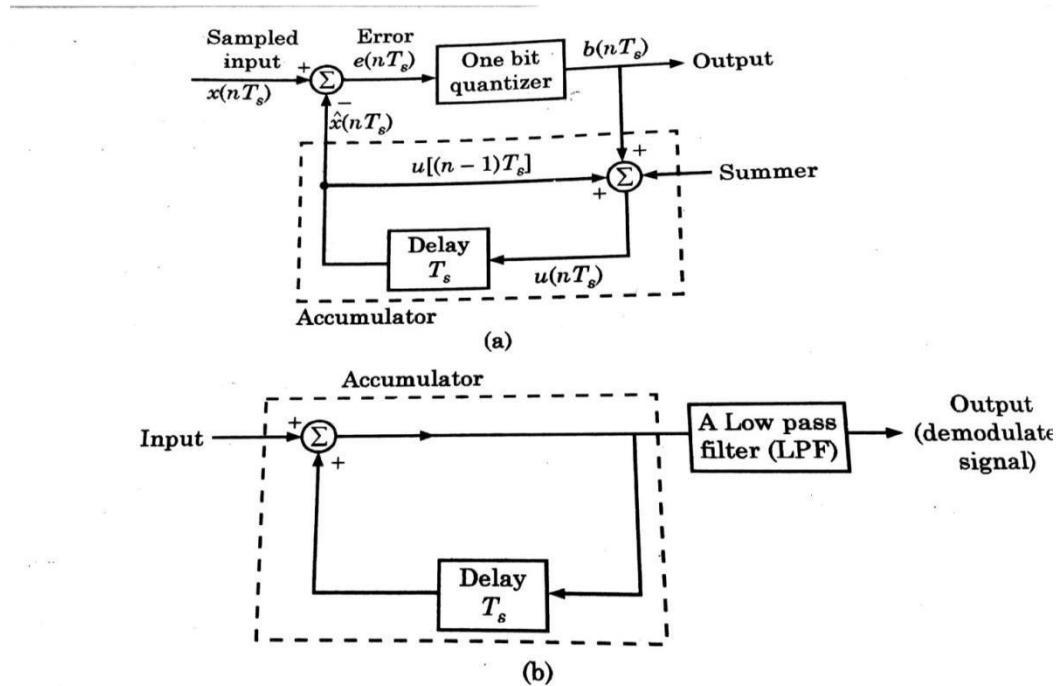 Sampled
input
x(nTₛ)
+
Σ
−
Error
e(nTₛ)
One bit
quantizer
b(nTₛ)
Output
x̂(nTₛ)
u[(n − 1)Tₛ]
+
+
Σ
Summer
Delay
Tₛ
u(nTₛ)
Accumulator
(a)
Accumulator
Input
+
Σ
+
A Low pass
filter (LPF)
Output
(demodulate
signal)
Delay
Tₛ
(b)